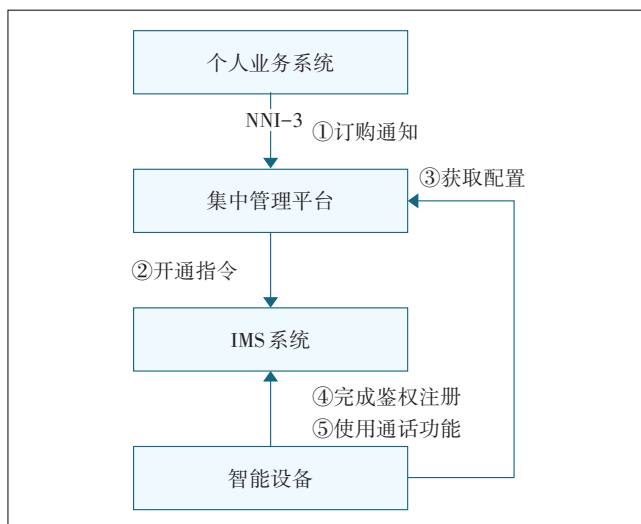 个人业务系统
NNI-3
①订购通知
③获取配置
集中管理平台
②开通指令
IMS系统
④完成鉴权注册
⑤使用通话功能
智能设备